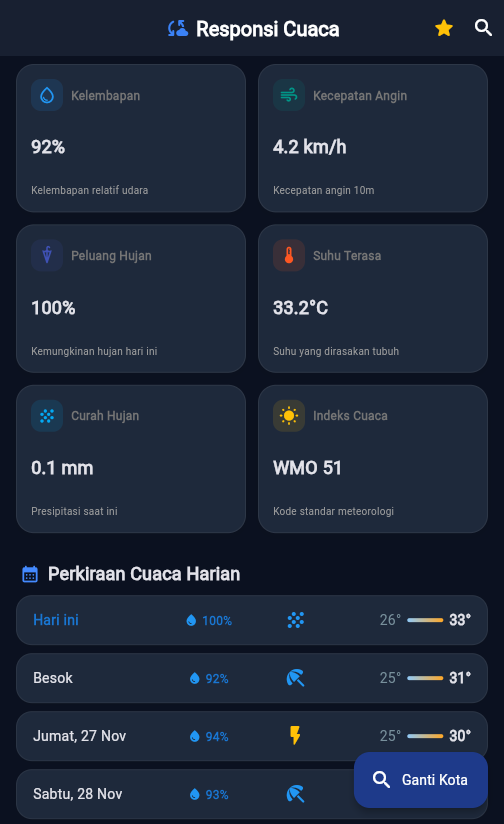 Responsi Cuaca
Kelembapan
92%
Kelembapan relatif udara
Kecepatan Angin
4.2 km/h
Kecepatan angin 10m
Peluang Hujan
100%
Kemungkinan hujan hari ini
Suhu Terasa
33.2°C
Suhu yang dirasakan tubuh
Curah Hujan
0.1 mm
Presipitasi saat ini
Indeks Cuaca
WMO 51
Kode standar meteorologi
Perkiraan Cuaca Harian
Hari ini 100% 26° 33°
Besok 92% 25° 31°
Jumat, 27 Nov 94% 25° 30°
Sabtu, 28 Nov 93%
Ganti Kota